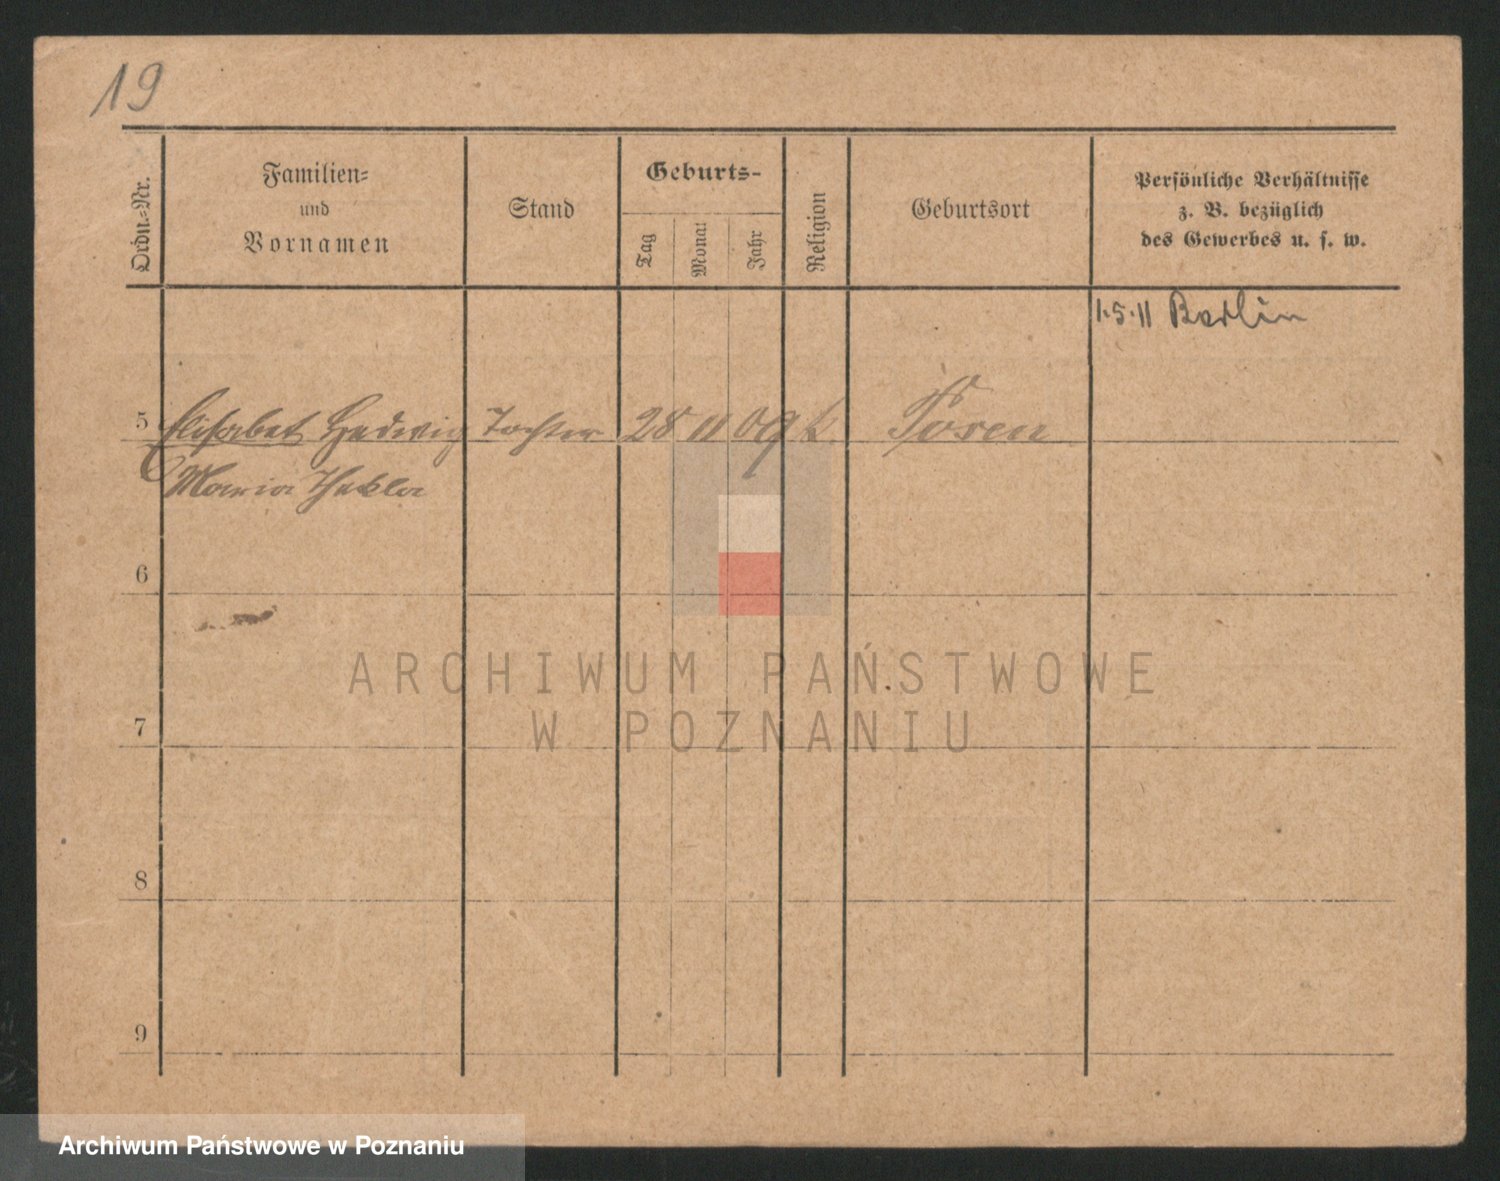 19
Ordn.-Nr.
Familien-
und
Vornamen
Stand
Geburts-
Tag
Monat
Jahr
Religion
Geburtsort
Persönliche Verhältnisse
z. B. bezüglich
des Gewerbes u. s. w.
1.5.11 Berlin
5 Elisabet Hedwig Tochter 28 11 09 k. Posen
Maria Thekla
6
7
8
9
ARCHIWUM PAŃSTWOWE
W POZNANIU
Archiwum Państwowe w Poznaniu